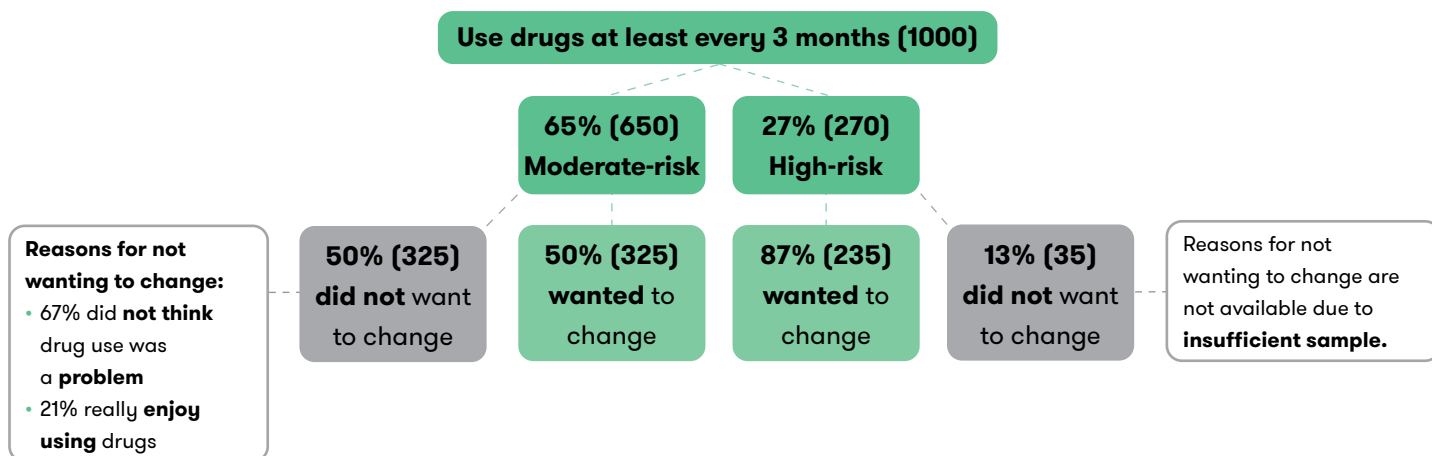 Use drugs at least every 3 months (1000)
65% (650)
Moderate-risk
27% (270)
High-risk
Reasons for not
wanting to change:
• 67% did not think
drug use was
a problem
• 21% really enjoy
using drugs
50% (325)
did not want
to change
50% (325)
wanted to
change
87% (235)
wanted to
change
13% (35)
did not want
to change
Reasons for not
wanting to change are
not available due to
insufficient sample.